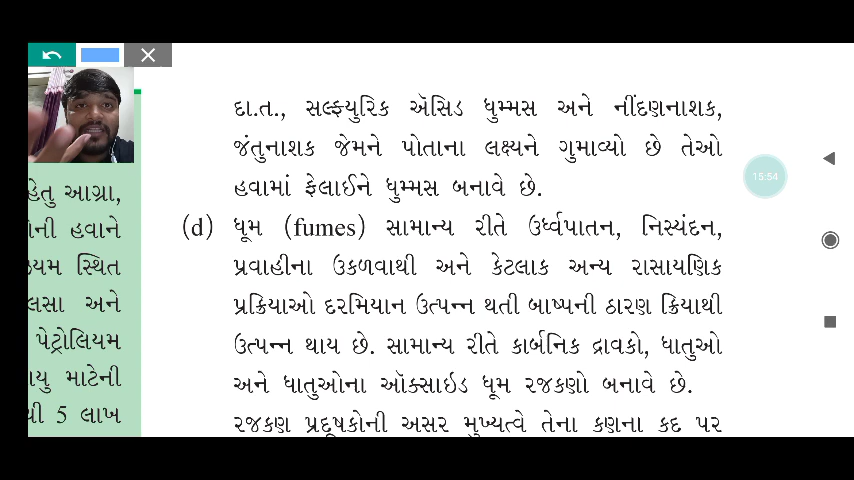 દા.ત., સલ્ફ્યુરિક ઍસિડ ધુમ્મસ અને નીંદણનાશક,
જંતુનાશક જેમને પોતાના લક્ષ્યને ગુમાવ્યો છે તેઓ
હવામાં ફેલાઈને ધુમ્મસ બનાવે છે.
(d) ધૂમ (fumes) સામાન્ય રીતે ઉર્ધ્વપાતન, નિસ્યંદન,
પ્રવાહીના ઉકળવાથી અને કેટલાક અન્ય રાસાયણિક
પ્રક્રિયાઓ દરમિયાન ઉત્પન્ન થતી બાષ્પની ઠારણ ક્રિયાથી
ઉત્પન્ન થાય છે. સામાન્ય રીતે કાર્બનિક દ્રાવકો, ધાતુઓ
અને ધાતુઓના ઑક્સાઇડ ધૂમ રજકણો બનાવે છે.
રજકણ પ્રદૂષકોની અસર મુખ્યત્વે તેના કણના કદ પર
હેતુ આગ્રા,
હવાને
સ્થિત
અને
પેટ્રોલિયમ
માટેની
5 લાખ
15:54